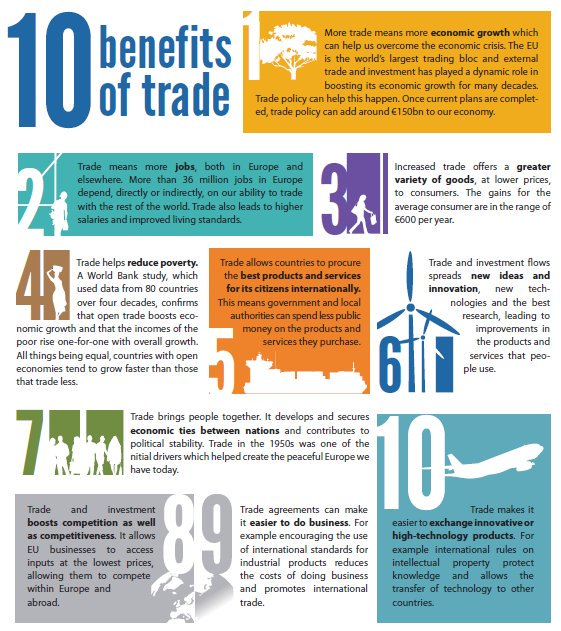 10 benefits
of trade
1
More trade means more economic growth which
can help us overcome the economic crisis. The EU
is the world's largest trading bloc and external
trade and investment has played a dynamic role in
boosting its economic growth for many decades.
Trade policy can help this happen. Once current plans are complet-
ed, trade policy can add around €150bn to our economy.
2
Trade means more jobs, both in Europe and
elsewhere. More than 36 million jobs in Europe
depend, directly or indirectly, on our ability to trade
with the rest of the world. Trade also leads to higher
salaries and improved living standards.
3
Increased trade offers a greater
variety of goods, at lower prices,
to consumers. The gains for the
average consumer are in the range of
€600 per year.
4
Trade helps reduce poverty.
A World Bank study, which
used data from 80 countries
over four decades, confirms
that open trade boosts eco-
nomic growth and that the incomes of the
poor rise one-for-one with overall growth.
All things being equal, countries with open
economies tend to grow faster than those
that trade less.
5
Trade allows countries to procure
the best products and services
for its citizens internationally.
This means government and local
authorities can spend less public
money on the products and
services they purchase.
6
Trade and investment flows
spreads new ideas and
innovation, new tech-
nologies and the best
research, leading to
improvements in
the products and
services that peo-
ple use.
7
Trade brings people together. It develops and secures
economic ties between nations and contributes to
political stability. Trade in the 1950s was one of the
nitial drivers which helped create the peaceful Europe we
have today.
8
Trade and investment
boosts competition as well
as competitiveness. It allows
EU businesses to access
inputs at the lowest prices,
allowing them to compete
within Europe and
abroad.
9
Trade agreements can make
it easier to do business. For
example encouraging the use
of international standards for
industrial products reduces
the costs of doing business
and promotes international
trade.
10
Trade makes it
easier to exchange innovative or
high-technology products. For
example international rules on
intellectual property protect
knowledge and allows the
transfer of technology to other
countries.